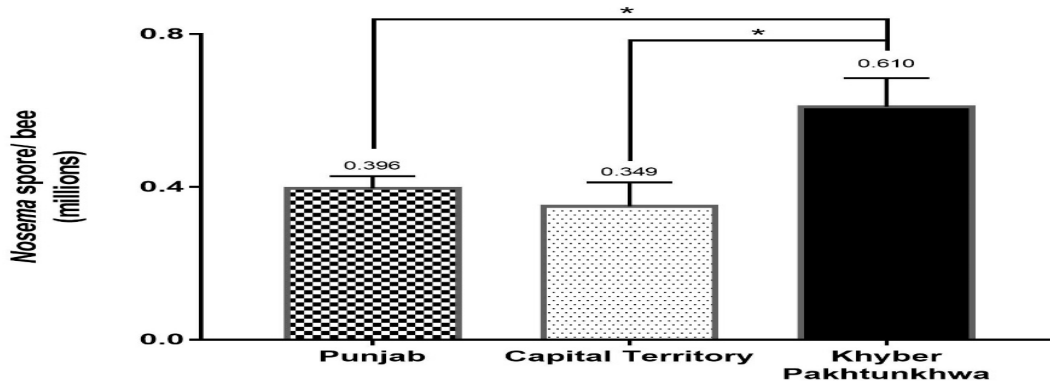 *
*
0.8
0.610
Nosema spore/ bee
(millions)
0.396
0.349
0.4
0.0
Punjab
Capital Territory
Khyber
Pakhtunkhwa